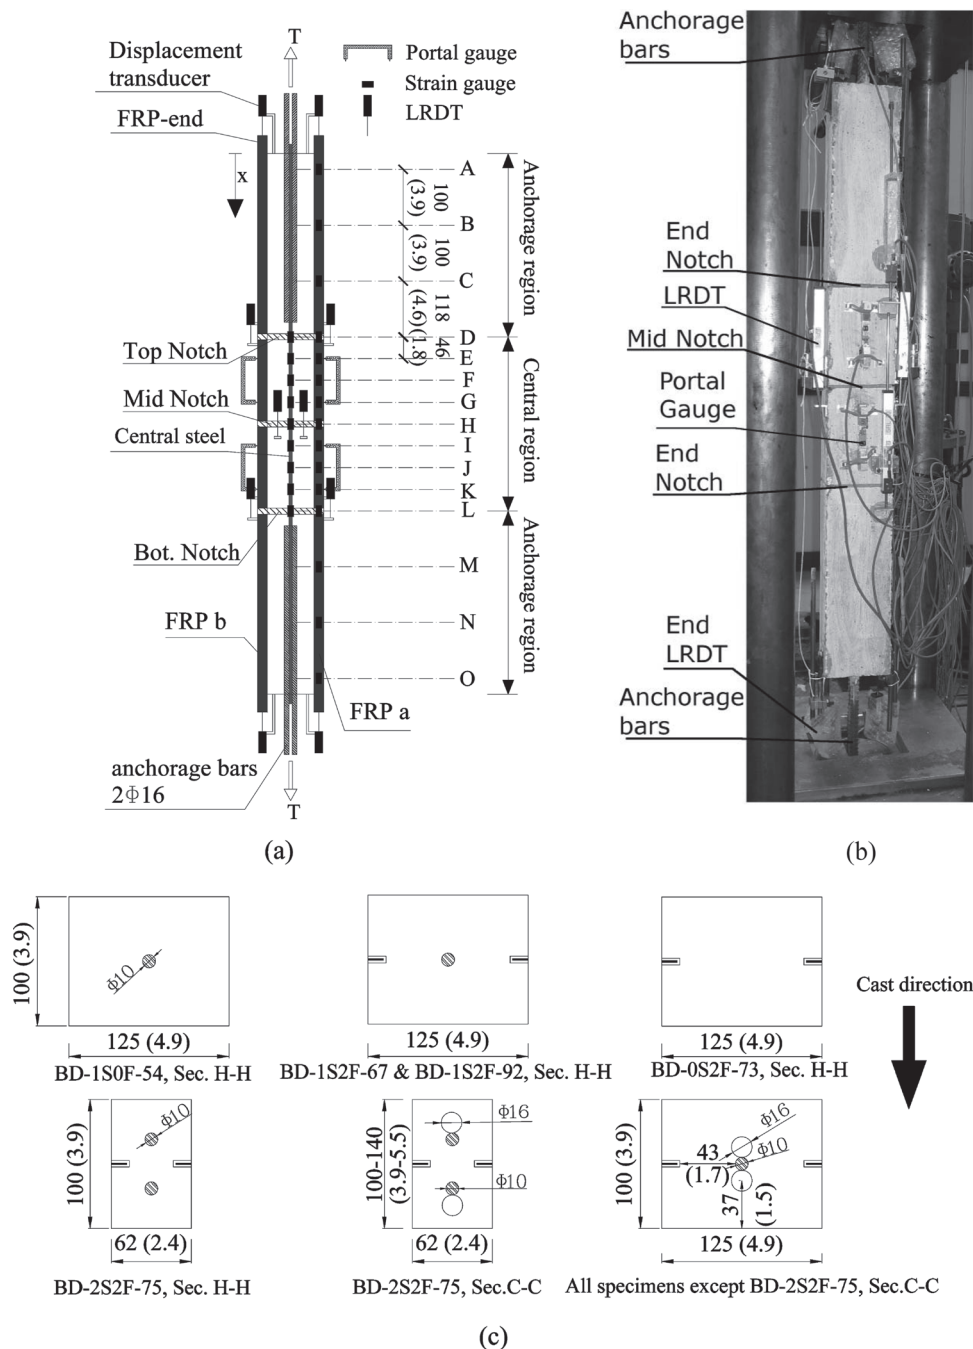 T
Displacement
transducer
FRP-end
x
Portal gauge
Strain gauge
LRDT
A
B
C
D
E
F
G
H
I
J
K
L
M
N
O
100
(3.9)
100
(3.9)
118
(4.6)
46
(1.8)
Anchorage region
Central region
Anchorage region
Top Notch
Mid Notch
Central steel
Bot. Notch
FRP b
FRP a
anchorage bars
2Φ16
T
(a)
Anchorage
bars
End
Notch
LRDT
Mid Notch
Portal
Gauge
End
Notch
End
LRDT
Anchorage
bars
(b)
100 (3.9)
Φ10
125 (4.9)
BD-1S0F-54, Sec. H-H
125 (4.9)
BD-1S2F-67 & BD-1S2F-92, Sec. H-H
125 (4.9)
BD-0S2F-73, Sec. H-H
Cast direction
100 (3.9)
Φ10
62 (2.4)
BD-2S2F-75, Sec. H-H
100-140
(3.9-5.5)
Φ16
Φ10
62 (2.4)
BD-2S2F-75, Sec.C-C
100 (3.9)
Φ16
Φ10
43
(1.7)
37
(1.5)
125 (4.9)
All specimens except BD-2S2F-75, Sec.C-C
(c)